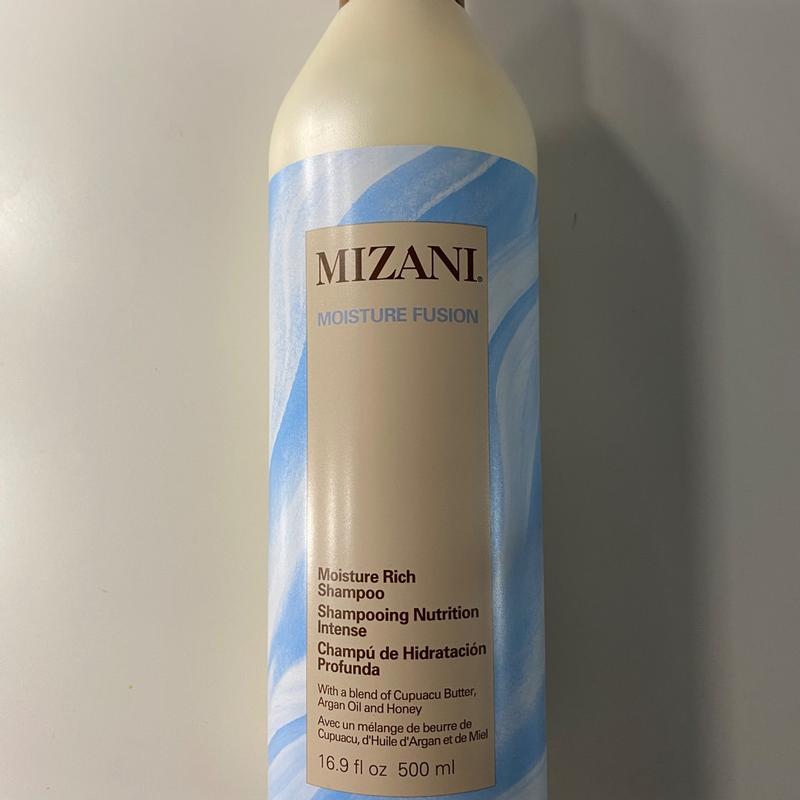 MIZANI®
MOISTURE FUSION
Moisture Rich
Shampoo
Shampooing Nutrition
Intense
Champú de Hidratación
Profunda
With a blend of Cupuacu Butter,
Argan Oil and Honey
Avec un mélange de beurre de
Cupuacu, d'Huile d'Argan et de Miel
16.9 fl oz 500 ml